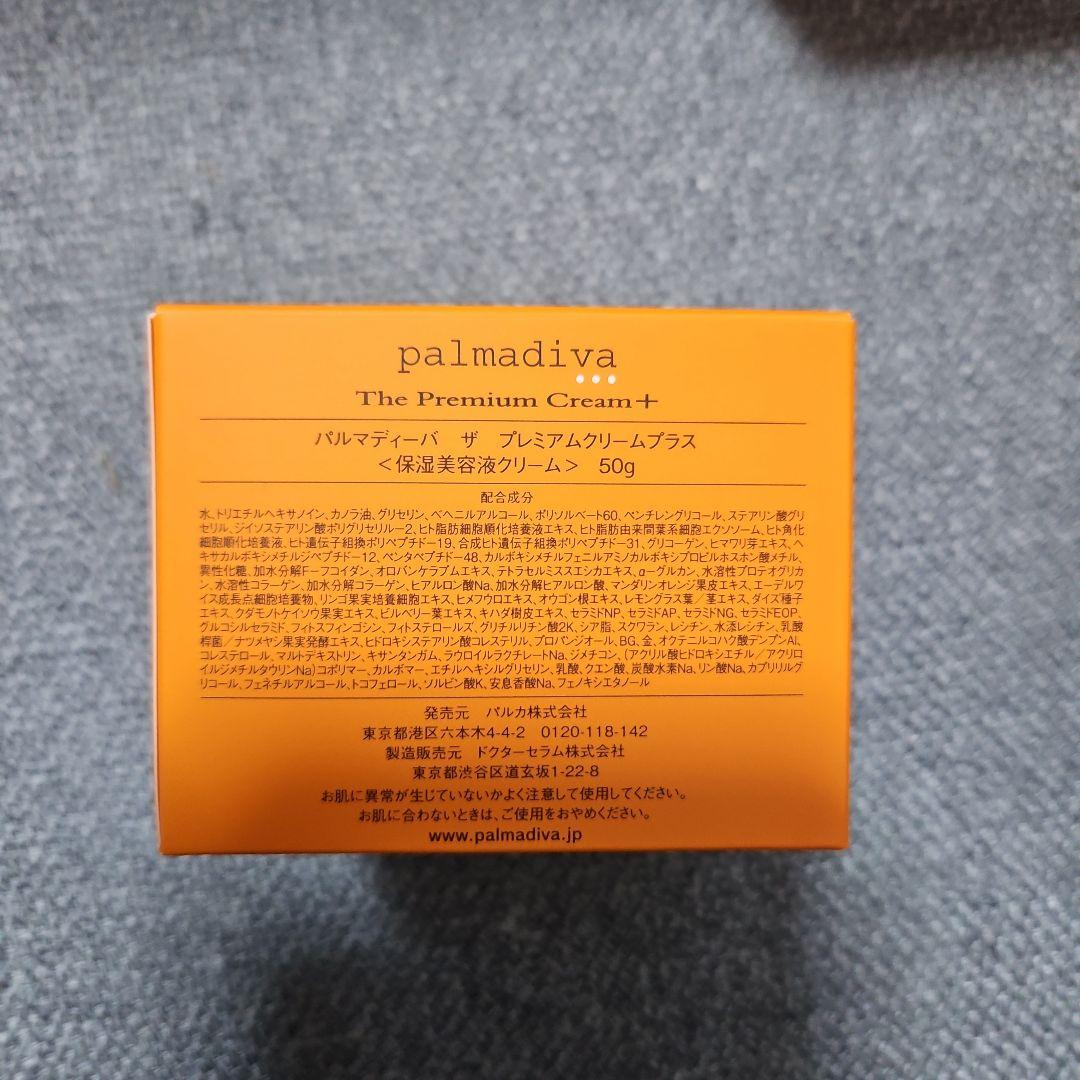 palmadiva
The Premium Cream+
パルマディーバ ザ プレミアムクリームプラス
<保湿美容液クリーム> 50g
配合成分
水、トリエチルヘキサノイン、カノラ油、グリセリン、ベヘニルアルコール、ポリソルベート60、ペンチレングリコール、ステアリン酸グリ
セリル、ジイソステアリン酸ポリグリセリル-2、ヒト脂肪細胞順化培養液エキス、ヒト脂肪由来間葉系細胞エクソソーム、ヒト角化
細胞順化培養液、ヒト遺伝子組換ポリペプチド-19、合成ヒト遺伝子組換ポリペプチド-31、グリコーゲン、ヒマワリ芽エキス、ヘ
キサカルボキシメチルジペプチド-12、ペンタペプチド-48、カルボキシメチルフェニルアミノカルボキシプロピルホスホン酸メチル、
異性化糖、加水分解F-フコイダン、オロバンケラプムエキス、テトラセルミススエシカエキス、α-グルカン、水溶性プロテオグリカ
ン、水溶性コラーゲン、加水分解コラーゲン、ヒアルロン酸Na、加水分解ヒアルロン酸、マンダリンオレンジ果皮エキス、エーデルワ
イス成長点細胞培養物、リンゴ果実培養細胞エキス、ヒメフウロエキス、オウゴン根エキス、レモングラス葉/茎エキス、ダイズ種子
エキス、クダモノトケイソウ果実エキス、ビルベリー葉エキス、キハダ樹皮エキス、セラミドNP、セラミドAP、セラミドNG、セラミドEOP、
グルコシルセラミド、フィトスフィンゴシン、フィトステロールズ、グリチルリチン酸2K、シア脂、スクワラン、レシチン、水添レシチン、乳酸
桿菌/ナツメヤシ果実発酵エキス、ヒドロキシステアリン酸コレステリル、プロパンジオール、BG、金、オクテニルコハク酸デンプンAl、
コレステロール、マルトデキストリン、キサンタンガム、ラウロイルラクチレートNa、ジメチコン、(アクリル酸ヒドロキシエチル/アクリロ
イルジメチルタウリンNa)コポリマー、カルボマー、エチルヘキシルグリセリン、乳酸、クエン酸、炭酸水素Na、リン酸Na、カプリリルグ
リコール、フェネチルアルコール、トコフェロール、ソルビン酸K、安息香酸Na、フェノキシエタノール
発売元 パルカ株式会社
東京都港区六本木4-4-2 0120-118-142
製造販売元 ドクターセラム株式会社
東京都渋谷区道玄坂1-22-8
お肌に異常が生じていないかよく注意して使用してください。
お肌に合わないときは、ご使用をおやめください。
www.palmadiva.jp